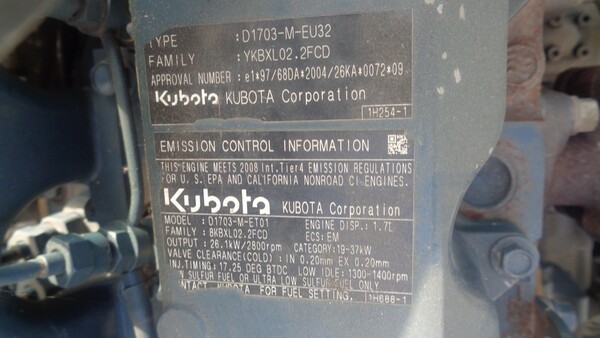 TYPE : D1703-M-EU32
FAMILY : YKBXL02.2FCD
APPROVAL NUMBER : e1*97/68DA*2004/26KA*0072*09
Kubota KUBOTA Corporation
1H254-1
EMISSION CONTROL INFORMATION
THIS ENGINE MEETS 2008 Int.Tier4 EMISSION REGULATIONS
FOR U.S. EPA AND CALIFORNIA NONROAD CI ENGINES.
Kubota KUBOTA Corporation
MODEL : D1703-M-ET01 ENGINE DISP.: 1.7L
FAMILY : 8KBXL02.2FCD ECS:EM
OUTPUT : 26.1kW/2800rpm CATEGORY:19-37kW
VALVE CLEARANCE(COLD) : IN 0.20mm EX 0.20mm
INJ.TIMING: 17.25 DEG BTDC LOW IDLE: 1300-1400rpm
SULFUR FUEL OR ULTRA LOW SULFUR FUEL ONLY
KUBOTA FOR FUEL SETTING.
1H688-1